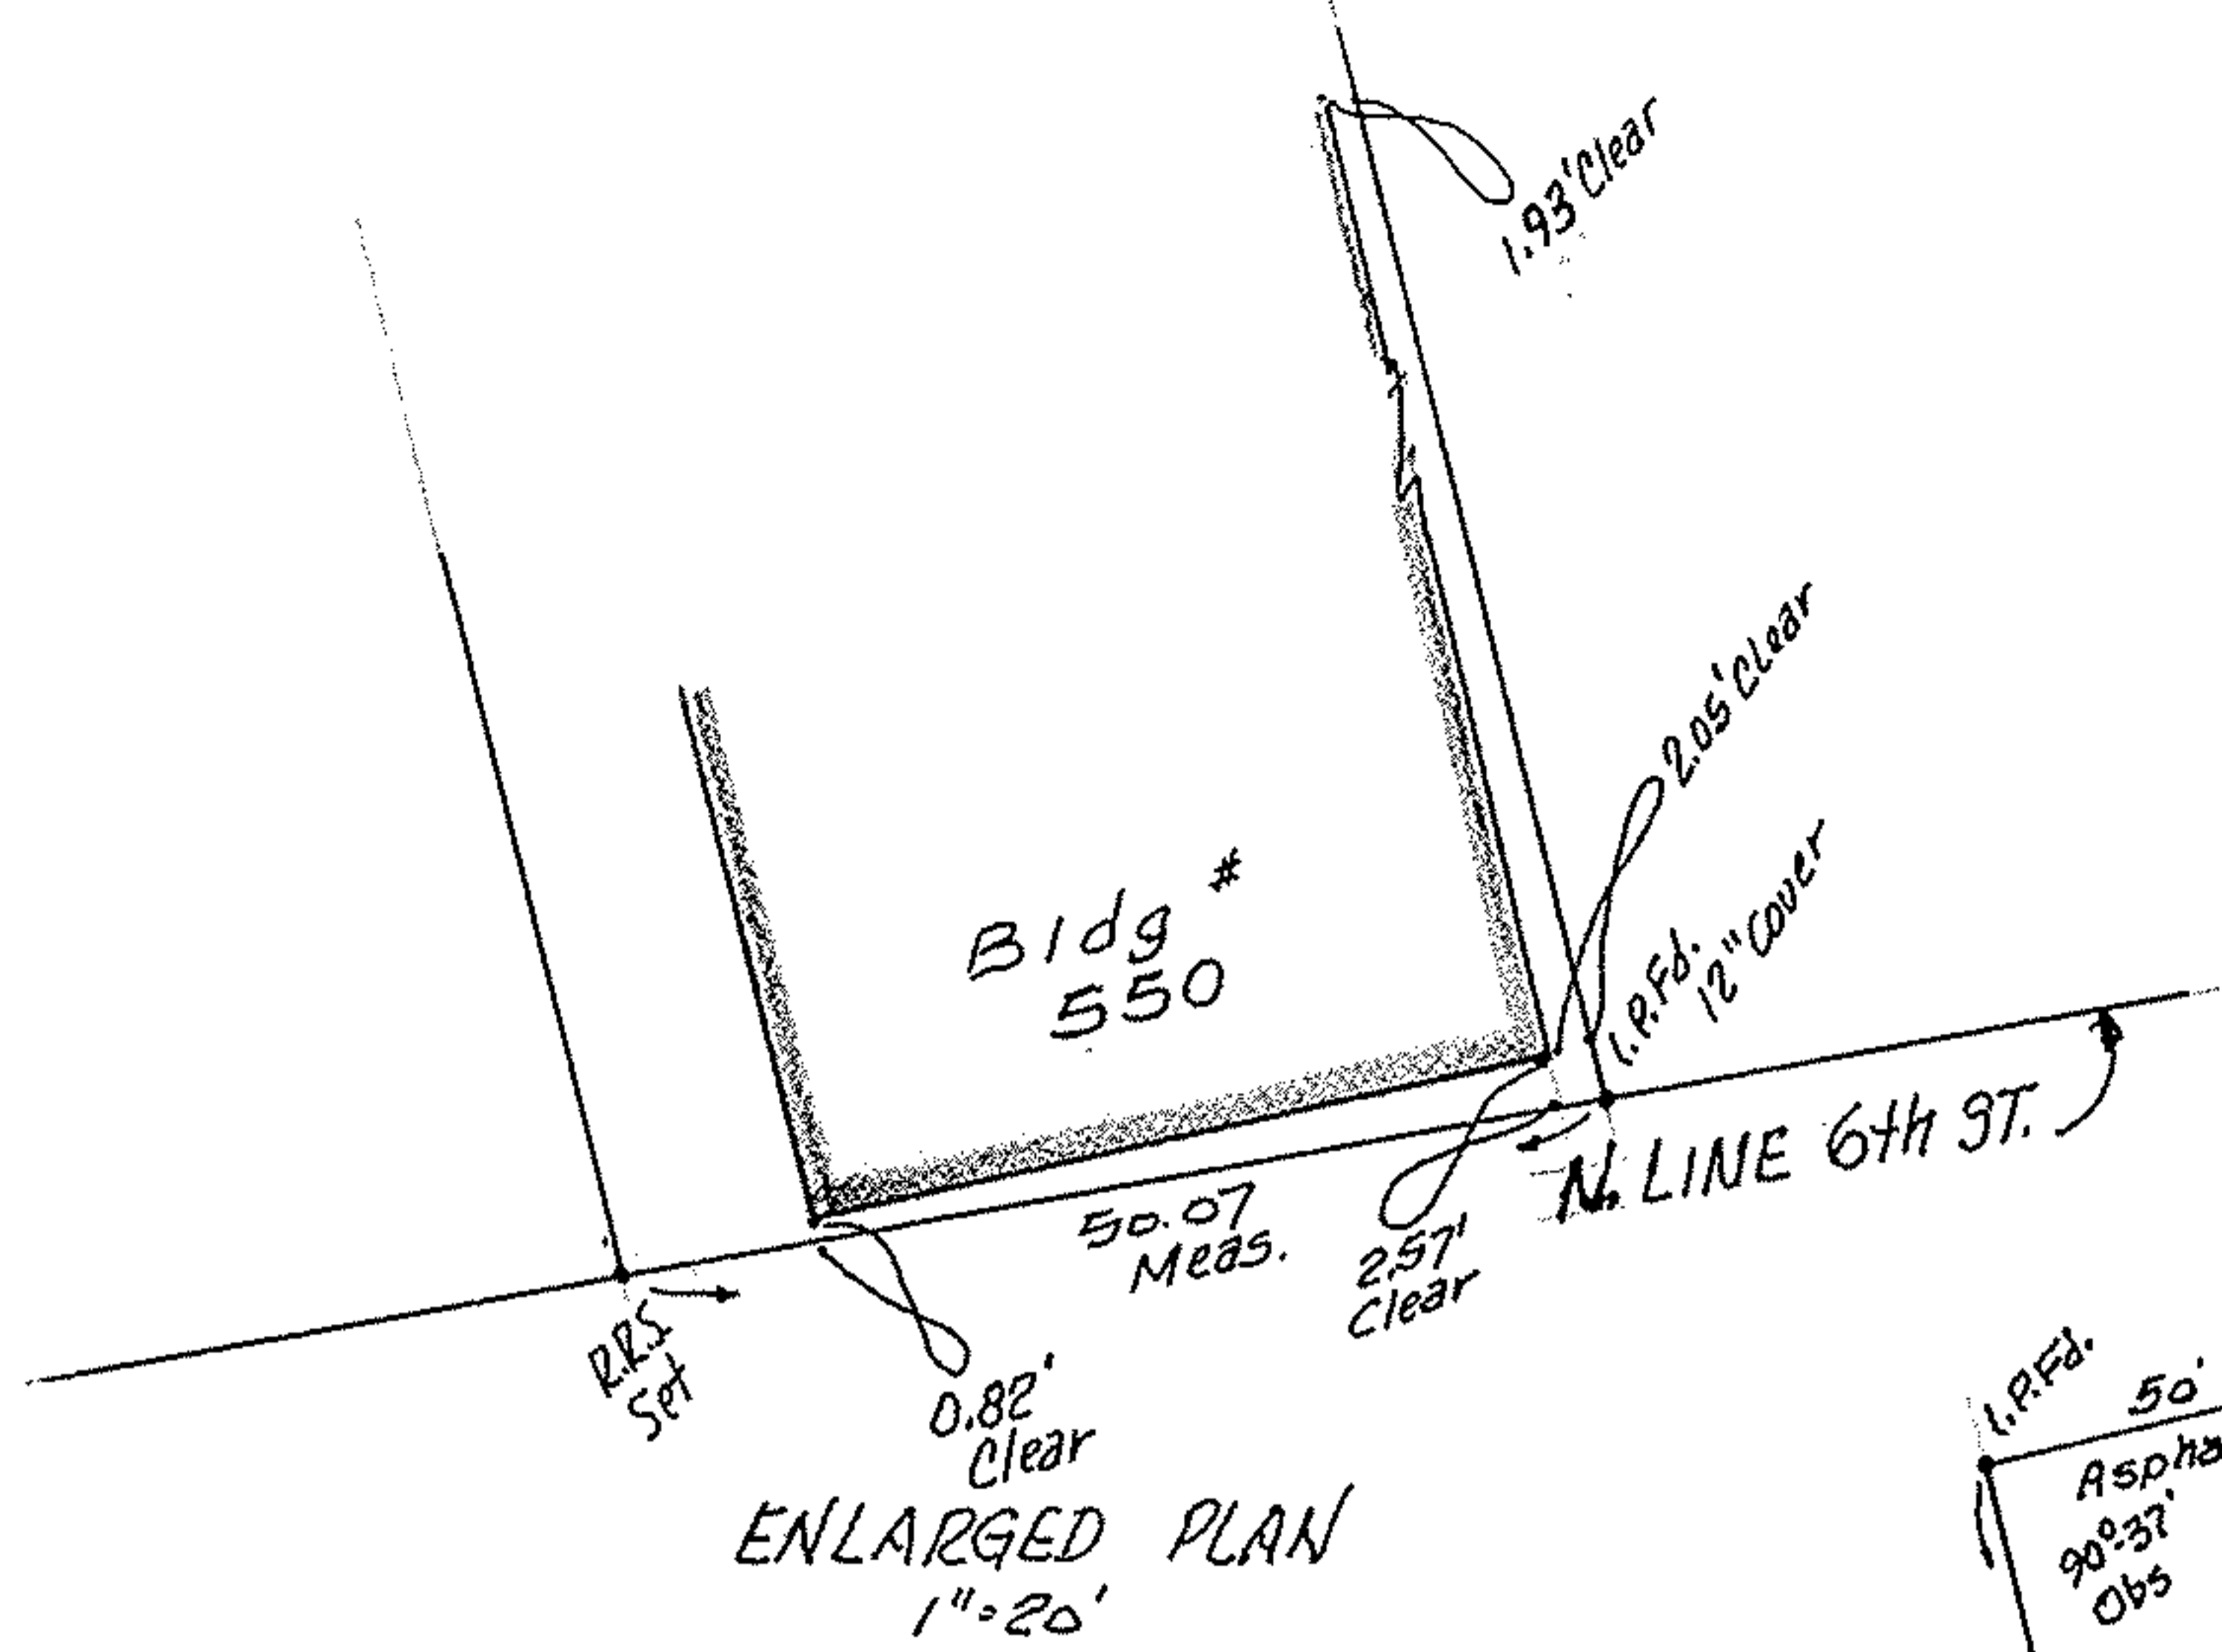 1.93' Clear
2.05' Clear
I.P.Fd.
12" Cover
Bldg #
550
N. LINE 6th ST.
50.07
Meas.
2.57'
Clear
R.R.S
Set
0.82'
Clear
ENLARGED PLAN
1"=20'
I.P.Fd.
50'
Aspha
90°37'
Obs